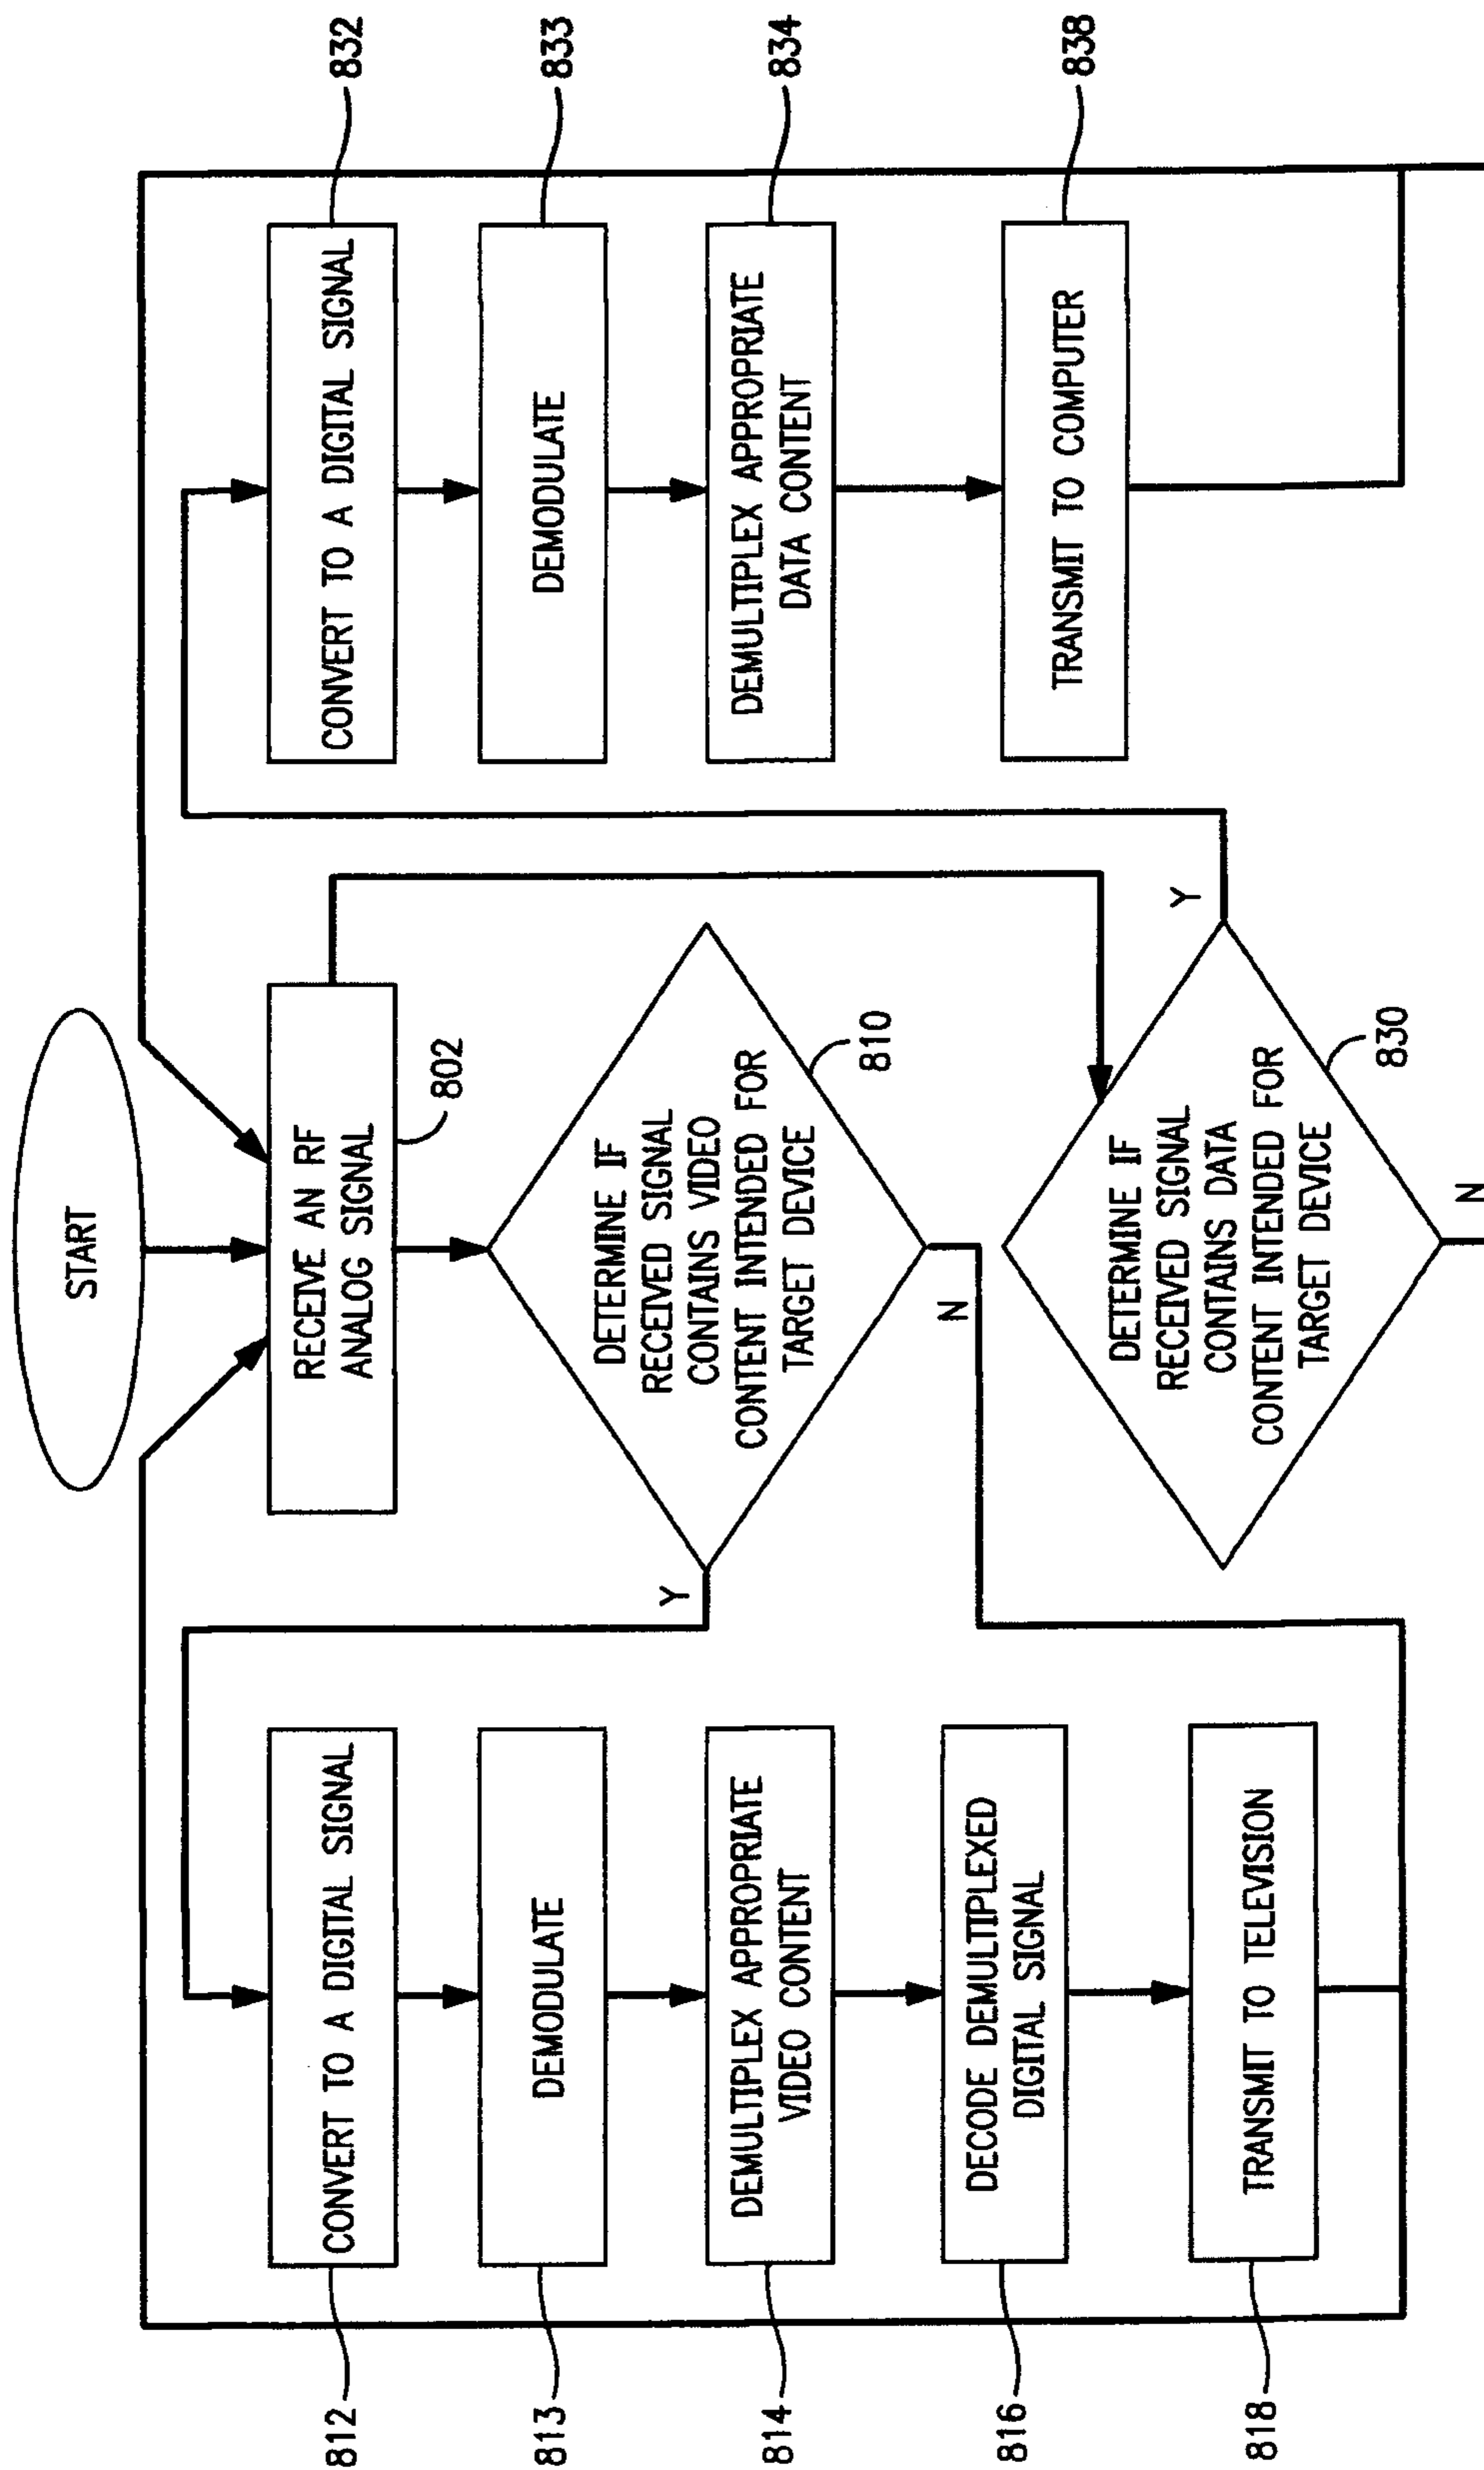 START
RECEIVE AN RF
ANALOG SIGNAL
802
DETERMINE IF
RECEIVED SIGNAL
CONTAINS VIDEO
CONTENT INTENDED FOR
TARGET DEVICE
810
Y
N
812
CONVERT TO A DIGITAL SIGNAL
813
DEMODULATE
814
DEMULTIPLEX APPROPRIATE
VIDEO CONTENT
816
DECODE DEMULTIPLEXED
DIGITAL SIGNAL
818
TRANSMIT TO TELEVISION
DETERMINE IF
RECEIVED SIGNAL
CONTAINS DATA
CONTENT INTENDED FOR
TARGET DEVICE
830
Y
N
CONVERT TO A DIGITAL SIGNAL
832
DEMODULATE
833
DEMULTIPLEX APPROPRIATE
DATA CONTENT
834
TRANSMIT TO COMPUTER
838